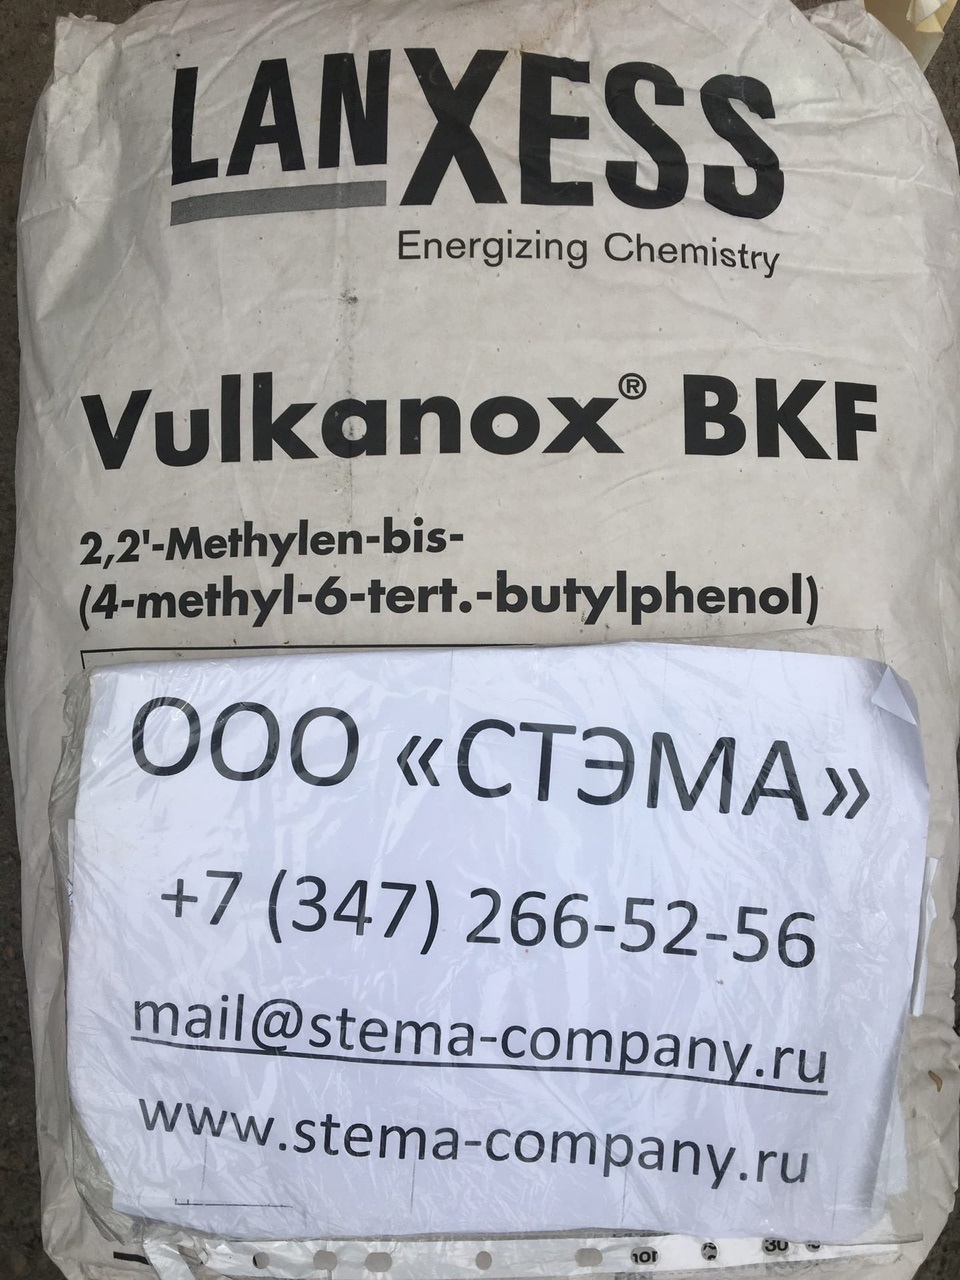 LANXESS
Energizing Chemistry
Vulkanox® BKF
2,2'-Methylen-bis-
(4-methyl-6-tert.-butylphenol)
ООО «СТЭМА»
+7 (347) 266-52-56
mail@stema-company.ru
www.stema-company.ru
30